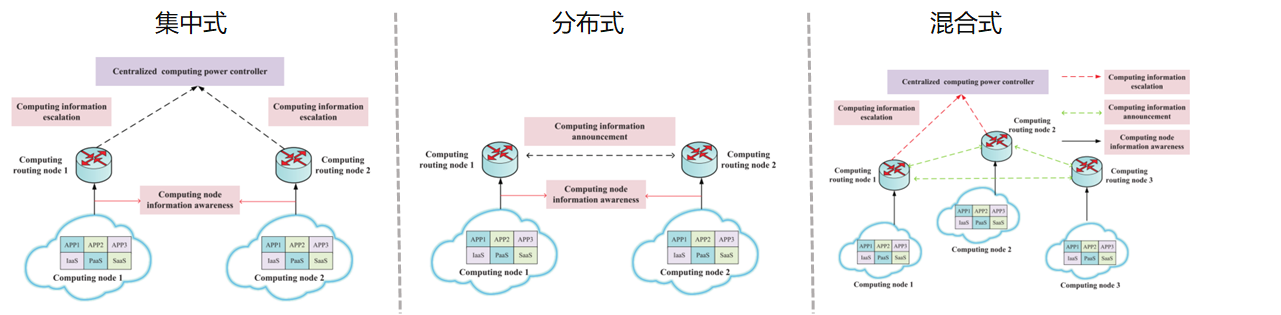 集中式
Centralized computing power controller
Computing information
escalation
Computing information
escalation
Computing
routing node 1
Computing
routing node 2
Computing node
information awareness
APP1 APP2 APP3
IaaS PaaS SaaS
Computing node 1
APP1 APP2 APP3
IaaS PaaS SaaS
Computing node 2
分布式
Computing information
announcement
Computing
routing node 1
Computing
routing node 2
Computing node
information awareness
APP1 APP2 APP3
IaaS PaaS SaaS
Computing node 1
APP1 APP2 APP3
IaaS PaaS SaaS
Computing node 2
混合式
Centralized computing power controller
Computing information
escalation
Computing information
escalation
Computing information
announcement
Computing node
information awareness
Computing
routing node 2
Computing
routing node 1
Computing
routing node 3
APP1 APP2 APP3
IaaS PaaS SaaS
Computing node 2
APP1 APP2 APP3
IaaS PaaS SaaS
Computing node 1
APP1 APP2 APP3
IaaS PaaS SaaS
Computing node 3